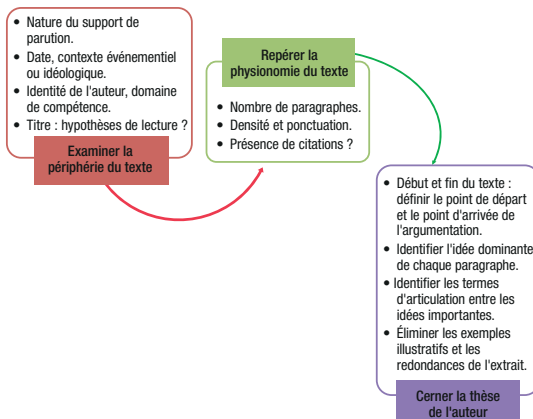 • Nature du support de
parution.
• Date, contexte événementiel
ou idéologique.
• Identité de l'auteur, domaine
de compétence.
• Titre : hypothèses de lecture ?
Examiner la
périphérie du texte
Repérer la
physionomie du texte
• Nombre de paragraphes.
• Densité et ponctuation.
• Présence de citations ?
• Début et fin du texte :
définir le point de départ
et le point d'arrivée de
l'argumentation.
• Identifier l'idée dominante
de chaque paragraphe.
• Identifier les termes
d'articulation entre les
idées importantes.
• Éliminer les exemples
illustratifs et les
redondances de l'extrait.
Cerner la thèse
de l'auteur